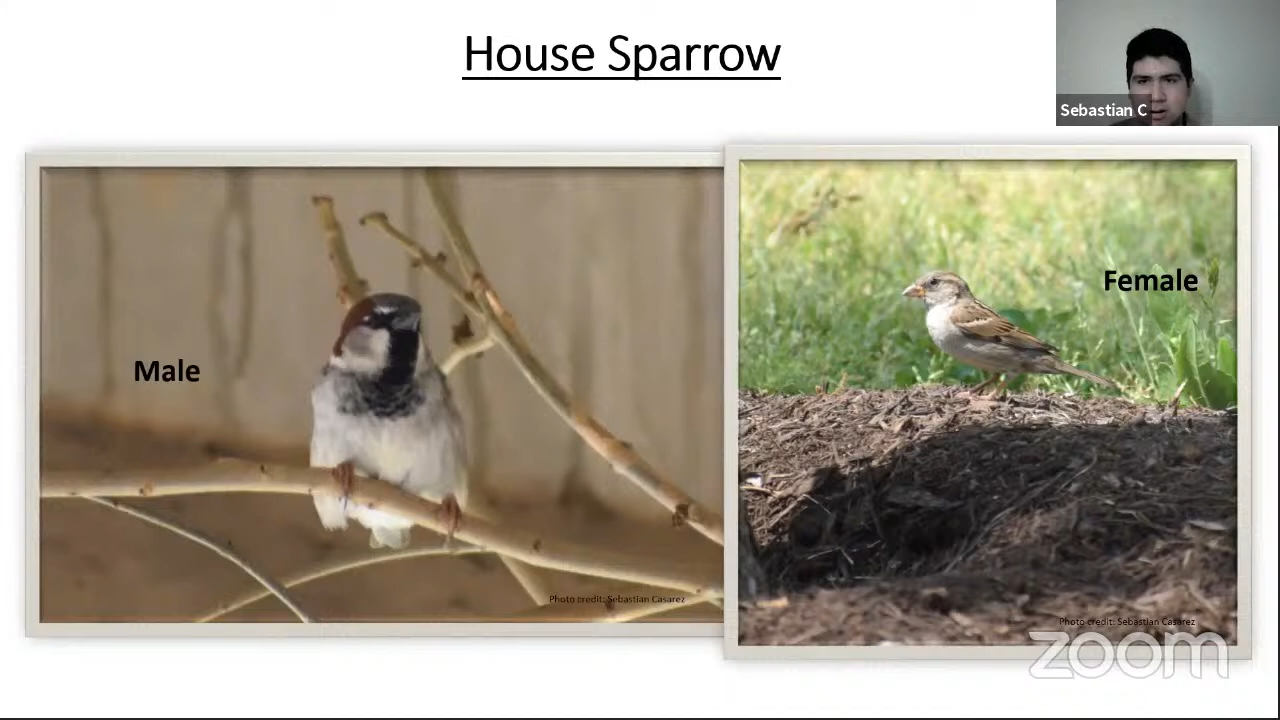 House Sparrow
Sebastian C
Male
Female
Photo credit: Sebastian Casarez
Photo credit: Sebastian Casarez
zoom